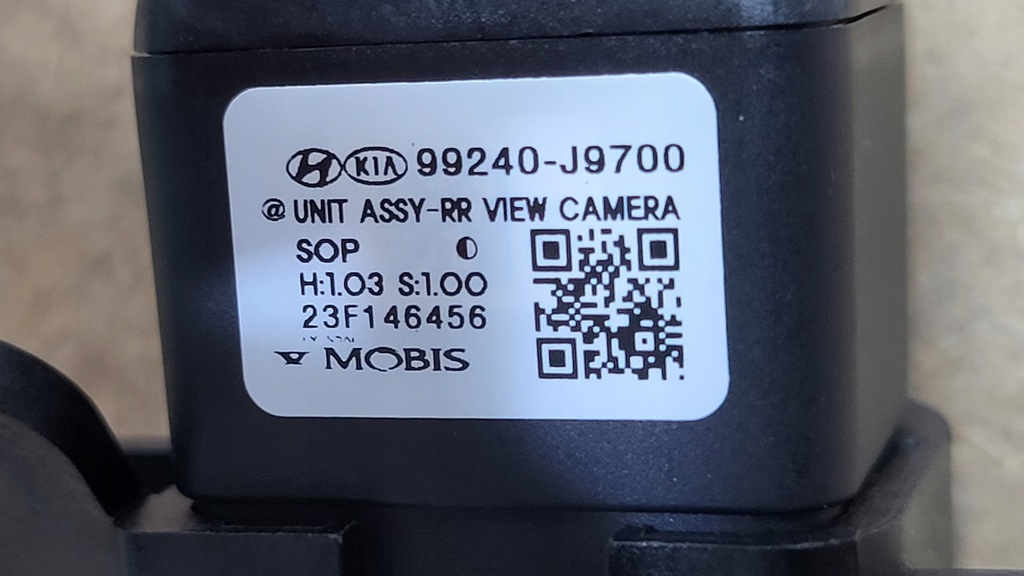 KIA 99240-J9700
@ UNIT ASSY-RR VIEW CAMERA
SOP
H:1.03 S:1.00
23F146456
MOBIS